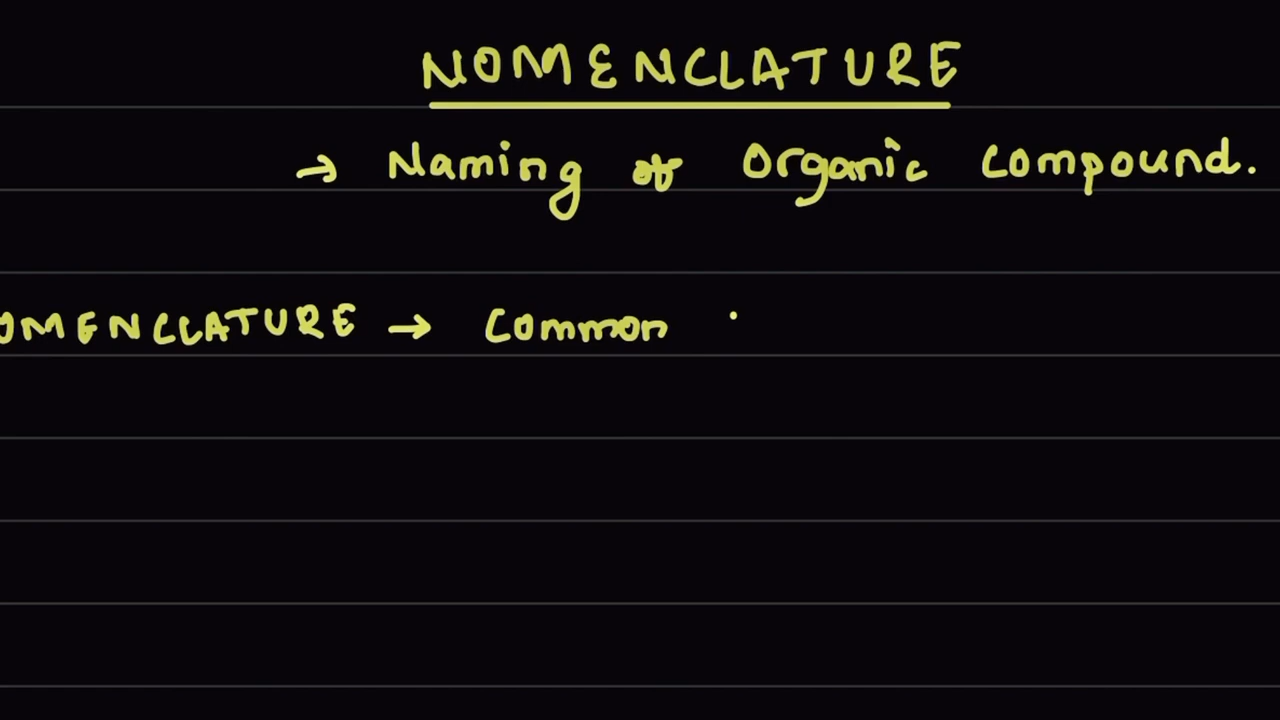 NOMENCLATURE
→ Naming of Organic Compound.
OMENCLATURE → Common